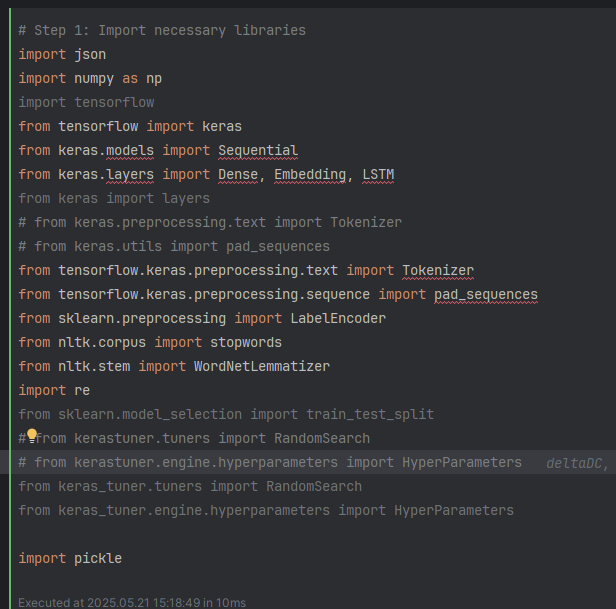 # Step 1: Import necessary libraries
import json
import numpy as np
import tensorflow
from tensorflow import keras
from keras.models import Sequential
from keras.layers import Dense, Embedding, LSTM
from keras import layers
# from keras.preprocessing.text import Tokenizer
# from keras.utils import pad_sequences
from tensorflow.keras.preprocessing.text import Tokenizer
from tensorflow.keras.preprocessing.sequence import pad_sequences
from sklearn.preprocessing import LabelEncoder
from nltk.corpus import stopwords
from nltk.stem import WordNetLemmatizer
import re
from sklearn.model_selection import train_test_split
# from kerastuner.tuners import RandomSearch
# from kerastuner.engine.hyperparameters import HyperParameters deltaDC,
from keras_tuner.tuners import RandomSearch
from keras_tuner.engine.hyperparameters import HyperParameters
import pickle
Executed at 2025.05.21 15:18:49 in 10ms